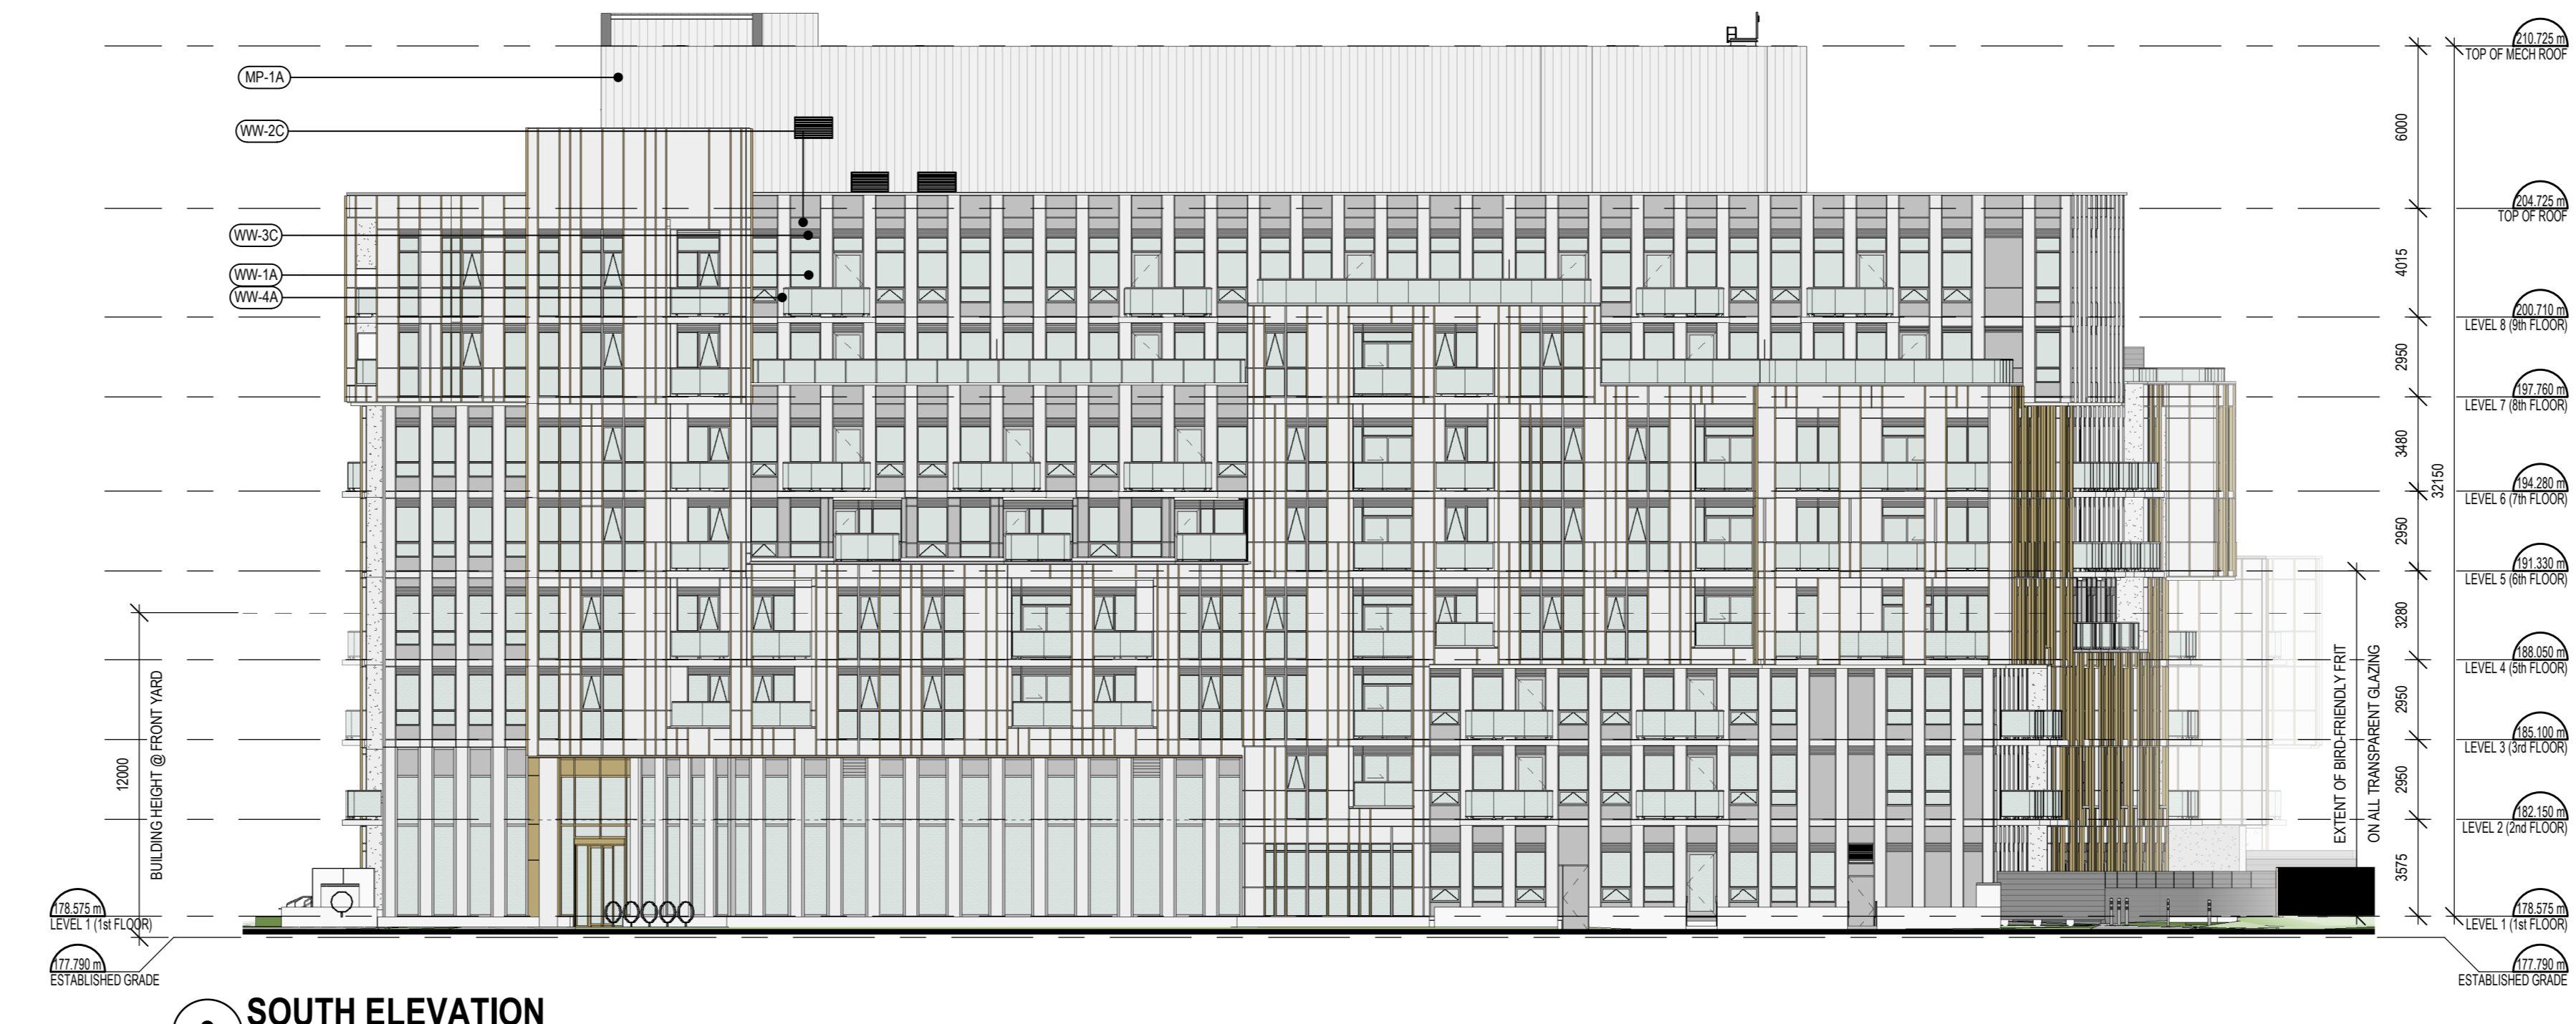 210.725 m
TOP OF MECH ROOF
MP-1A
WW-2C
6000
204.725 m
TOP OF ROOF
WW-3C
WW-1A
WW-4A
4015
200.710 m
LEVEL 8 (9th FLOOR)
2950
197.760 m
LEVEL 7 (8th FLOOR)
3480
32150
194.280 m
LEVEL 6 (7th FLOOR)
2950
191.330 m
LEVEL 5 (6th FLOOR)
3280
188.050 m
LEVEL 4 (5th FLOOR)
2950
185.100 m
LEVEL 3 (3rd FLOOR)
2950
182.150 m
LEVEL 2 (2nd FLOOR)
3575
12000
BUILDING HEIGHT @ FRONT YARD
EXTENT OF BIRD-FRIENDLY FRIT
ON ALL TRANSPARENT GLAZING
178.575 m
LEVEL 1 (1st FLOOR)
178.575 m
LEVEL 1 (1st FLOOR)
177.790 m
ESTABLISHED GRADE
177.790 m
ESTABLISHED GRADE
SOUTH ELEVATION